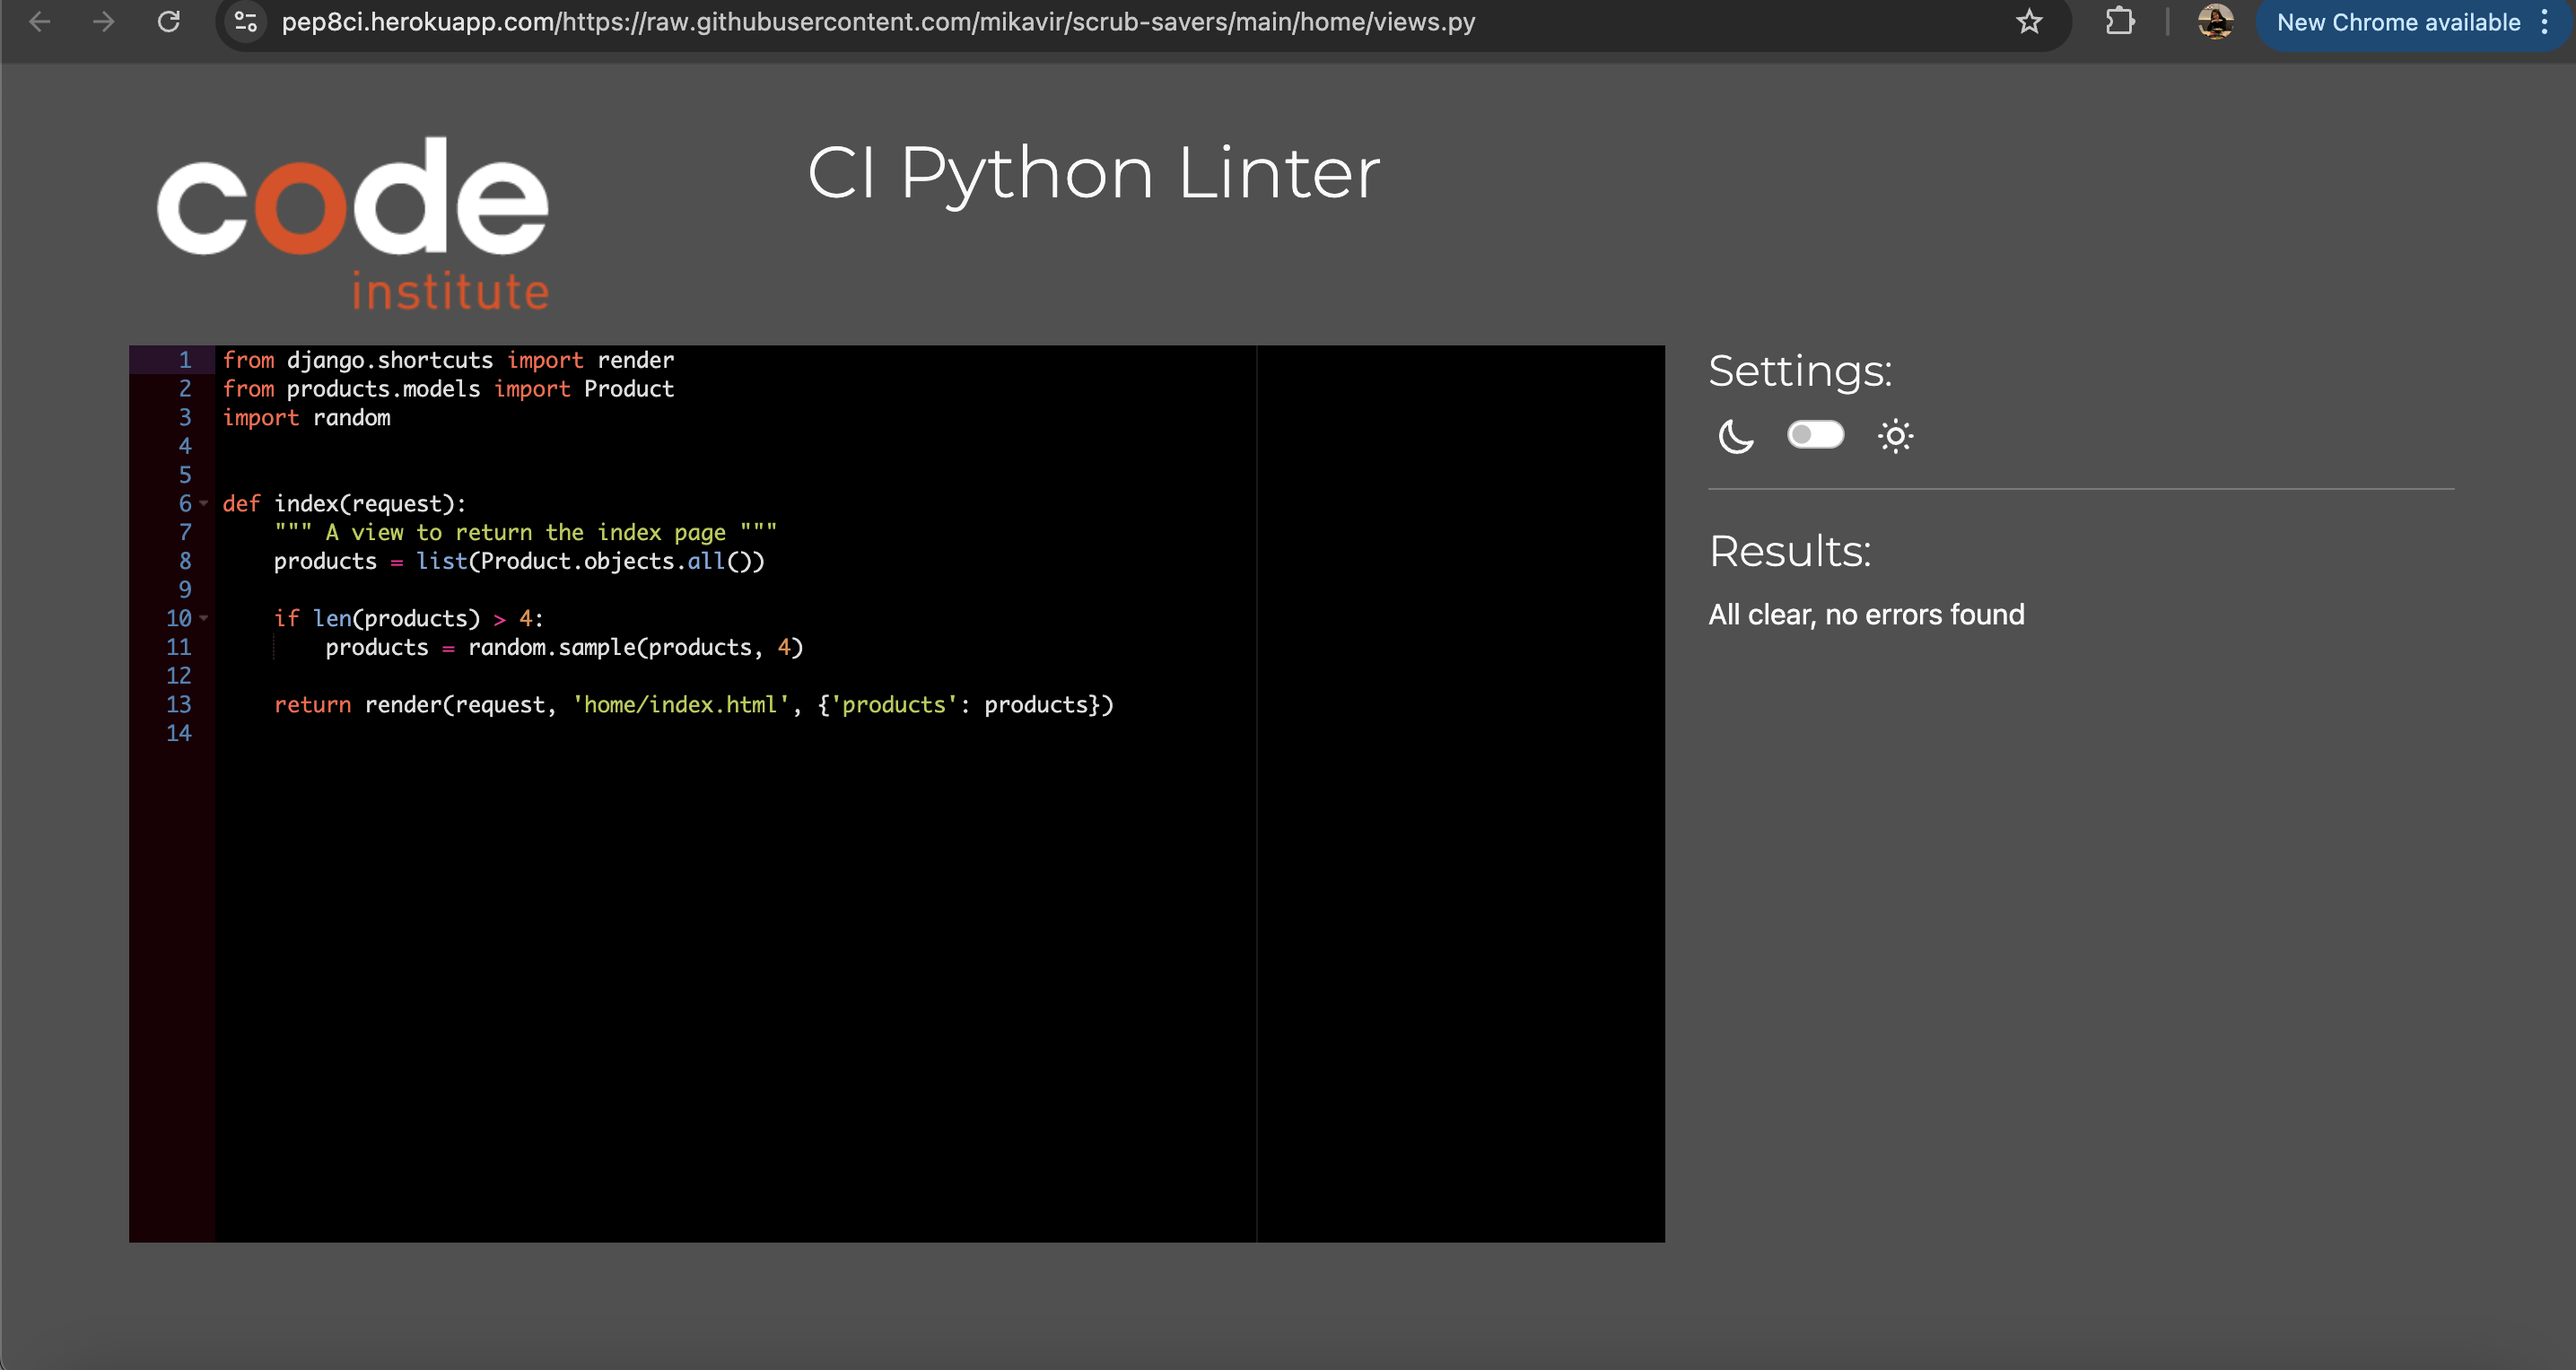 pep8ci.herokuapp.com/https://raw.githubusercontent.com/mikavir/scrub-savers/main/home/views.py
New Chrome available
code
institute
CI Python Linter
1 from django.shortcuts import render
2 from products.models import Product
3 import random
4
5
6 def index(request):
7     """ A view to return the index page """
8     products = list(Product.objects.all())
9
10     if len(products) > 4:
11         products = random.sample(products, 4)
12
13     return render(request, 'home/index.html', {'products': products})
14
Settings:
Results:
All clear, no errors found